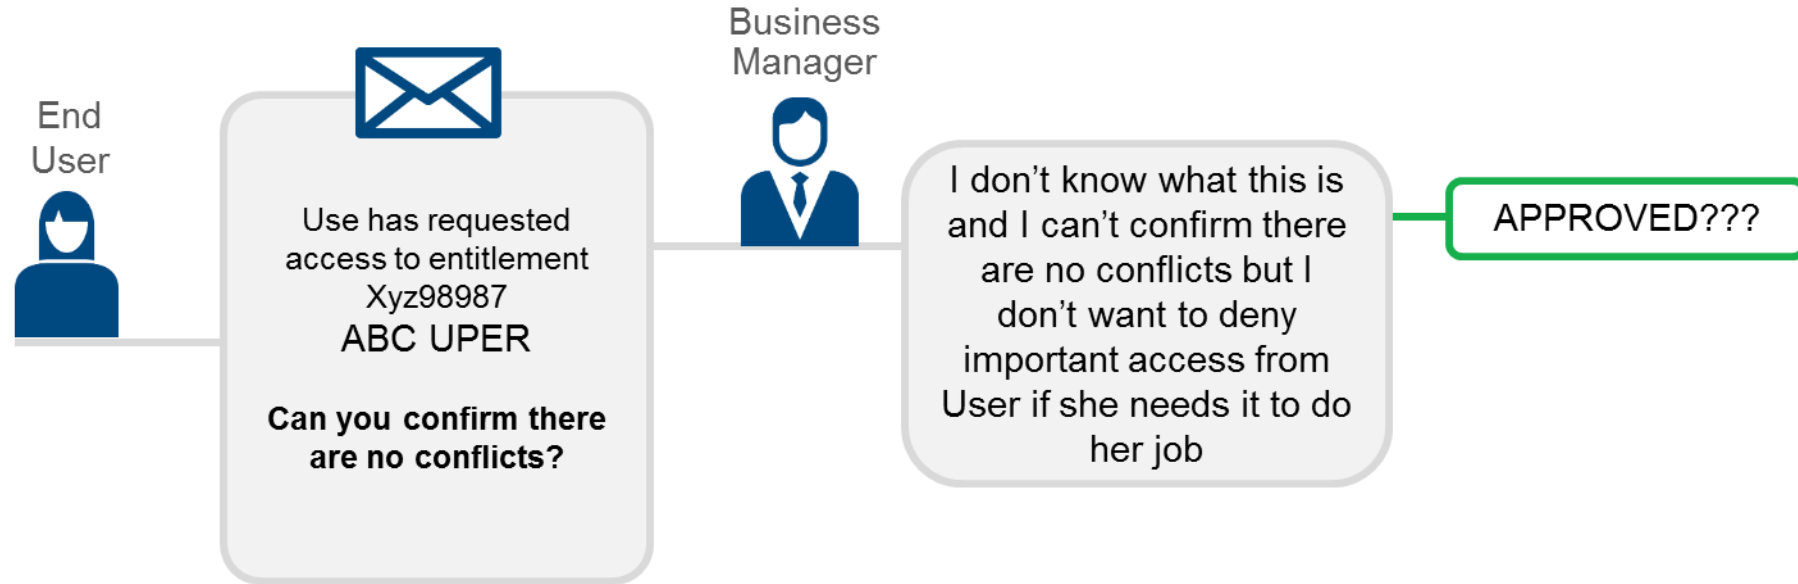 End
User
Use has requested
access to entitlement
Xyz98987
ABC UPER
Can you confirm there
are no conflicts?
Business
Manager
I don’t know what this is
and I can’t confirm there
are no conflicts but I
don’t want to deny
important access from
User if she needs it to do
her job
APPROVED???